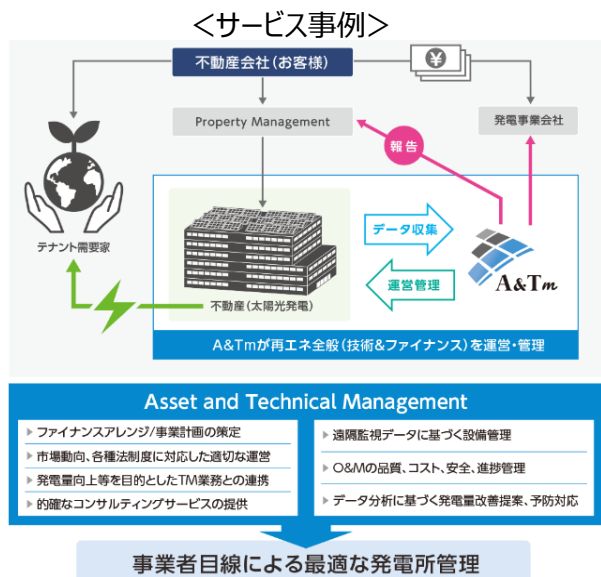 ＜サービス事例＞
不動産会社（お客様）
¥
Property Management
発電事業会社
報告
テナント需要家
データ収集
運営管理
A&Tm
不動産（太陽光発電）
A&Tmが再エネ全般（技術&ファイナンス）を運営・管理
Asset and Technical Management
▶ ファイナンスアレンジ/事業計画の策定
▶ 市場動向、各種法制度に対応した適切な運営
▶ 発電量向上等を目的としたTM業務との連携
▶ 的確なコンサルティングサービスの提供
▶ 遠隔監視データに基づく設備管理
▶ O&Mの品質、コスト、安全、進捗管理
▶ データ分析に基づく発電量改善提案、予防対応
事業者目線による最適な発電所管理